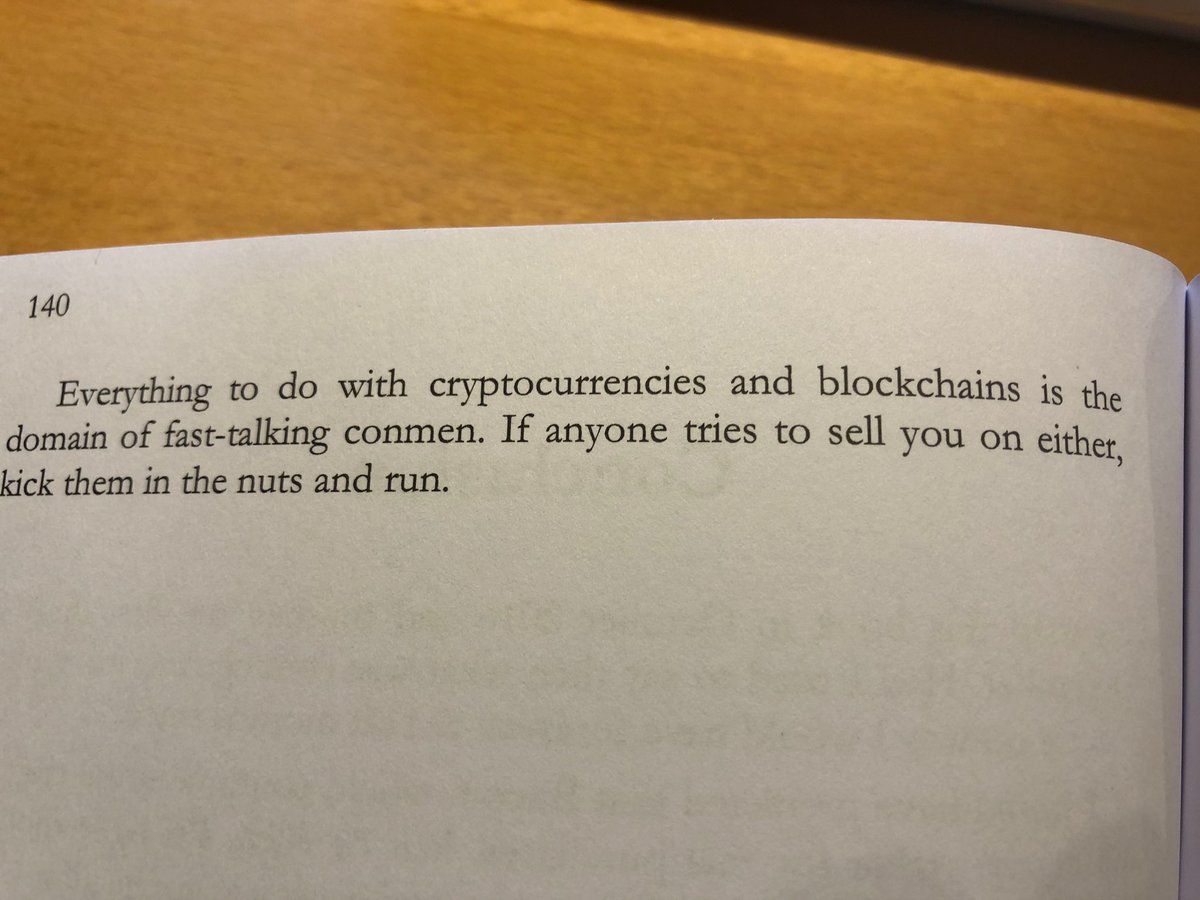 140
Everything to do with cryptocurrencies and blockchains is the
domain of fast-talking conmen. If anyone tries to sell you on either,
kick them in the nuts and run.